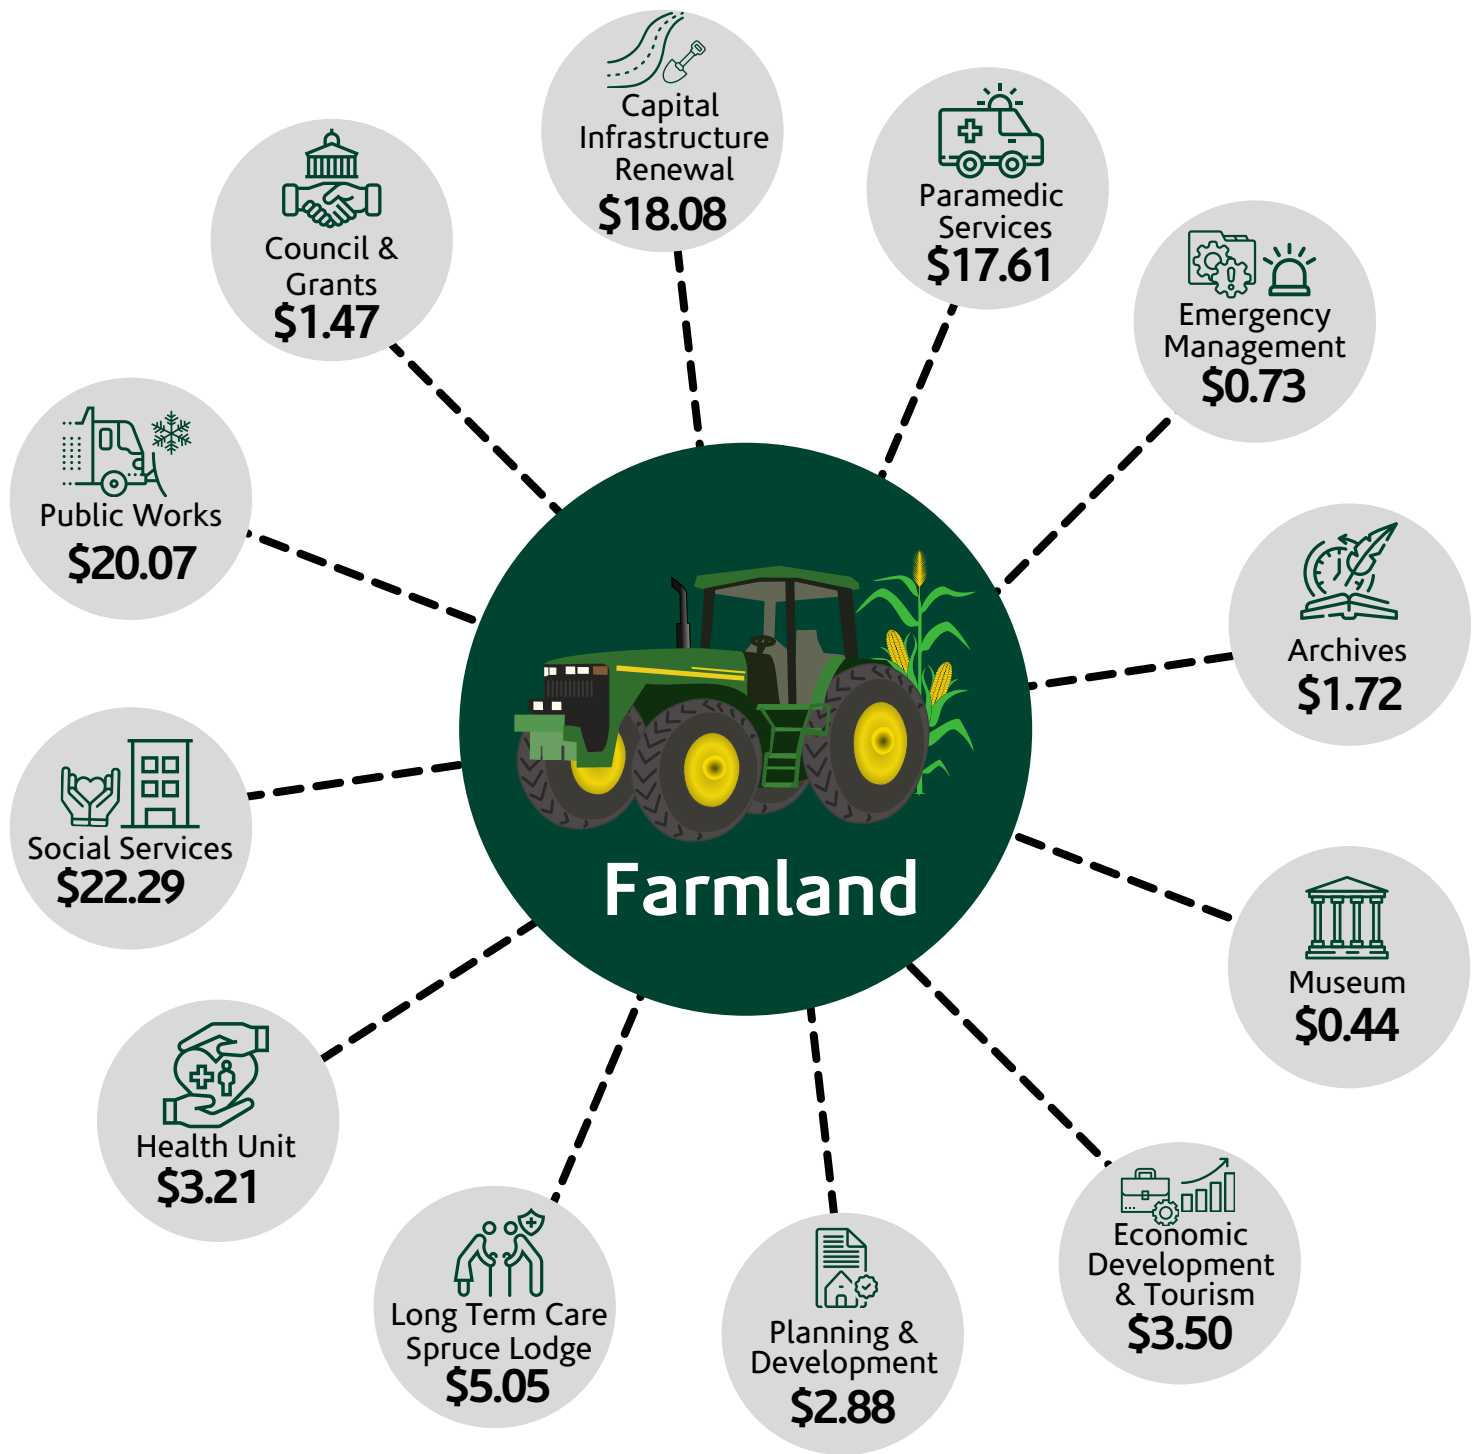 Capital
Infrastructure
Renewal
$18.08
Paramedic
Services
$17.61
Emergency
Management
$0.73
Archives
$1.72
Museum
$0.44
Economic
Development
& Tourism
$3.50
Planning &
Development
$2.88
Long Term Care
Spruce Lodge
$5.05
Health Unit
$3.21
Social Services
$22.29
Public Works
$20.07
Council &
Grants
$1.47
Farmland